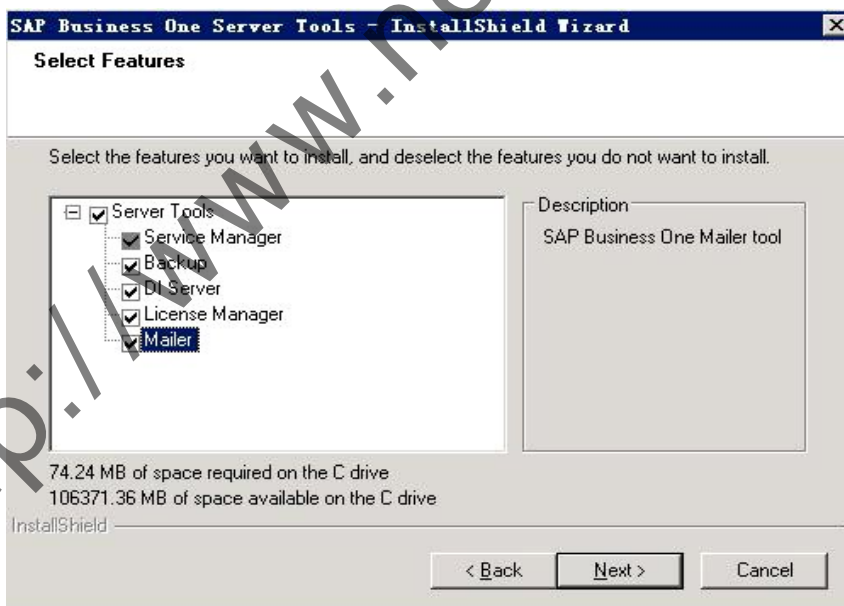 SAP Business One Server Tools - InstallShield Wizard
Select Features
Select the features you want to install, and deselect the features you do not want to install.
Server Tools
Service Manager
Backup
DI Server
License Manager
Mailer
Description
SAP Business One Mailer tool
74.24 MB of space required on the C drive
106371.36 MB of space available on the C drive
InstallShield
< Back
Next >
Cancel
p://www.n